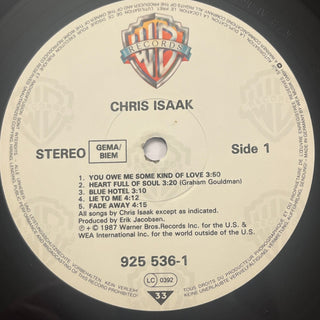 WB
RECORDS
CHRIS ISAAK
STEREO
GEMA/
BIEM
Side 1
1. YOU OWE ME SOME KIND OF LOVE 3:50
2. HEART FULL OF SOUL 3:20 (Graham Gouldman)
3. BLUE HOTEL 3:10
4. LIE TO ME 4:12
5. FADE AWAY 4:15
All songs by Chris Isaak except as indicated.
Produced by Erik Jacobsen.
℗ + © 1987 Warner Bros. Records Inc. for the U.S. &
WEA International Inc. for the world outside of the U.S.
925 536-1
LC 0392
33